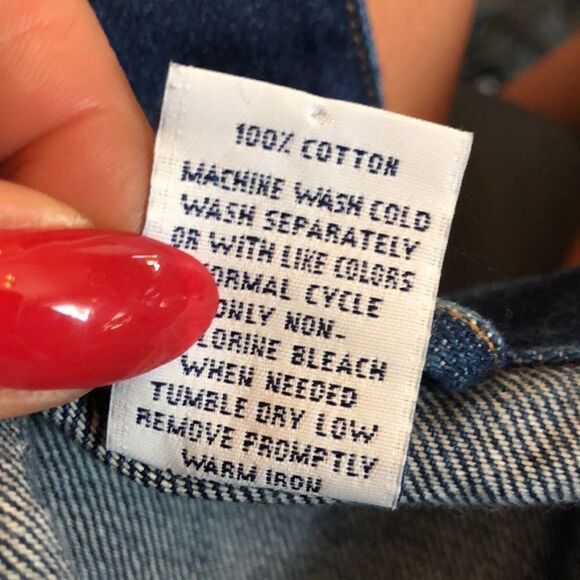 100% COTTON
MACHINE WASH COLD
WASH SEPARATELY
OR WITH LIKE COLORS
ORMAL CYCLE
ONLY NON-
LORINE BLEACH
WHEN NEEDED
TUMBLE DRY LOW
REMOVE PROMPTLY
WARM IRON